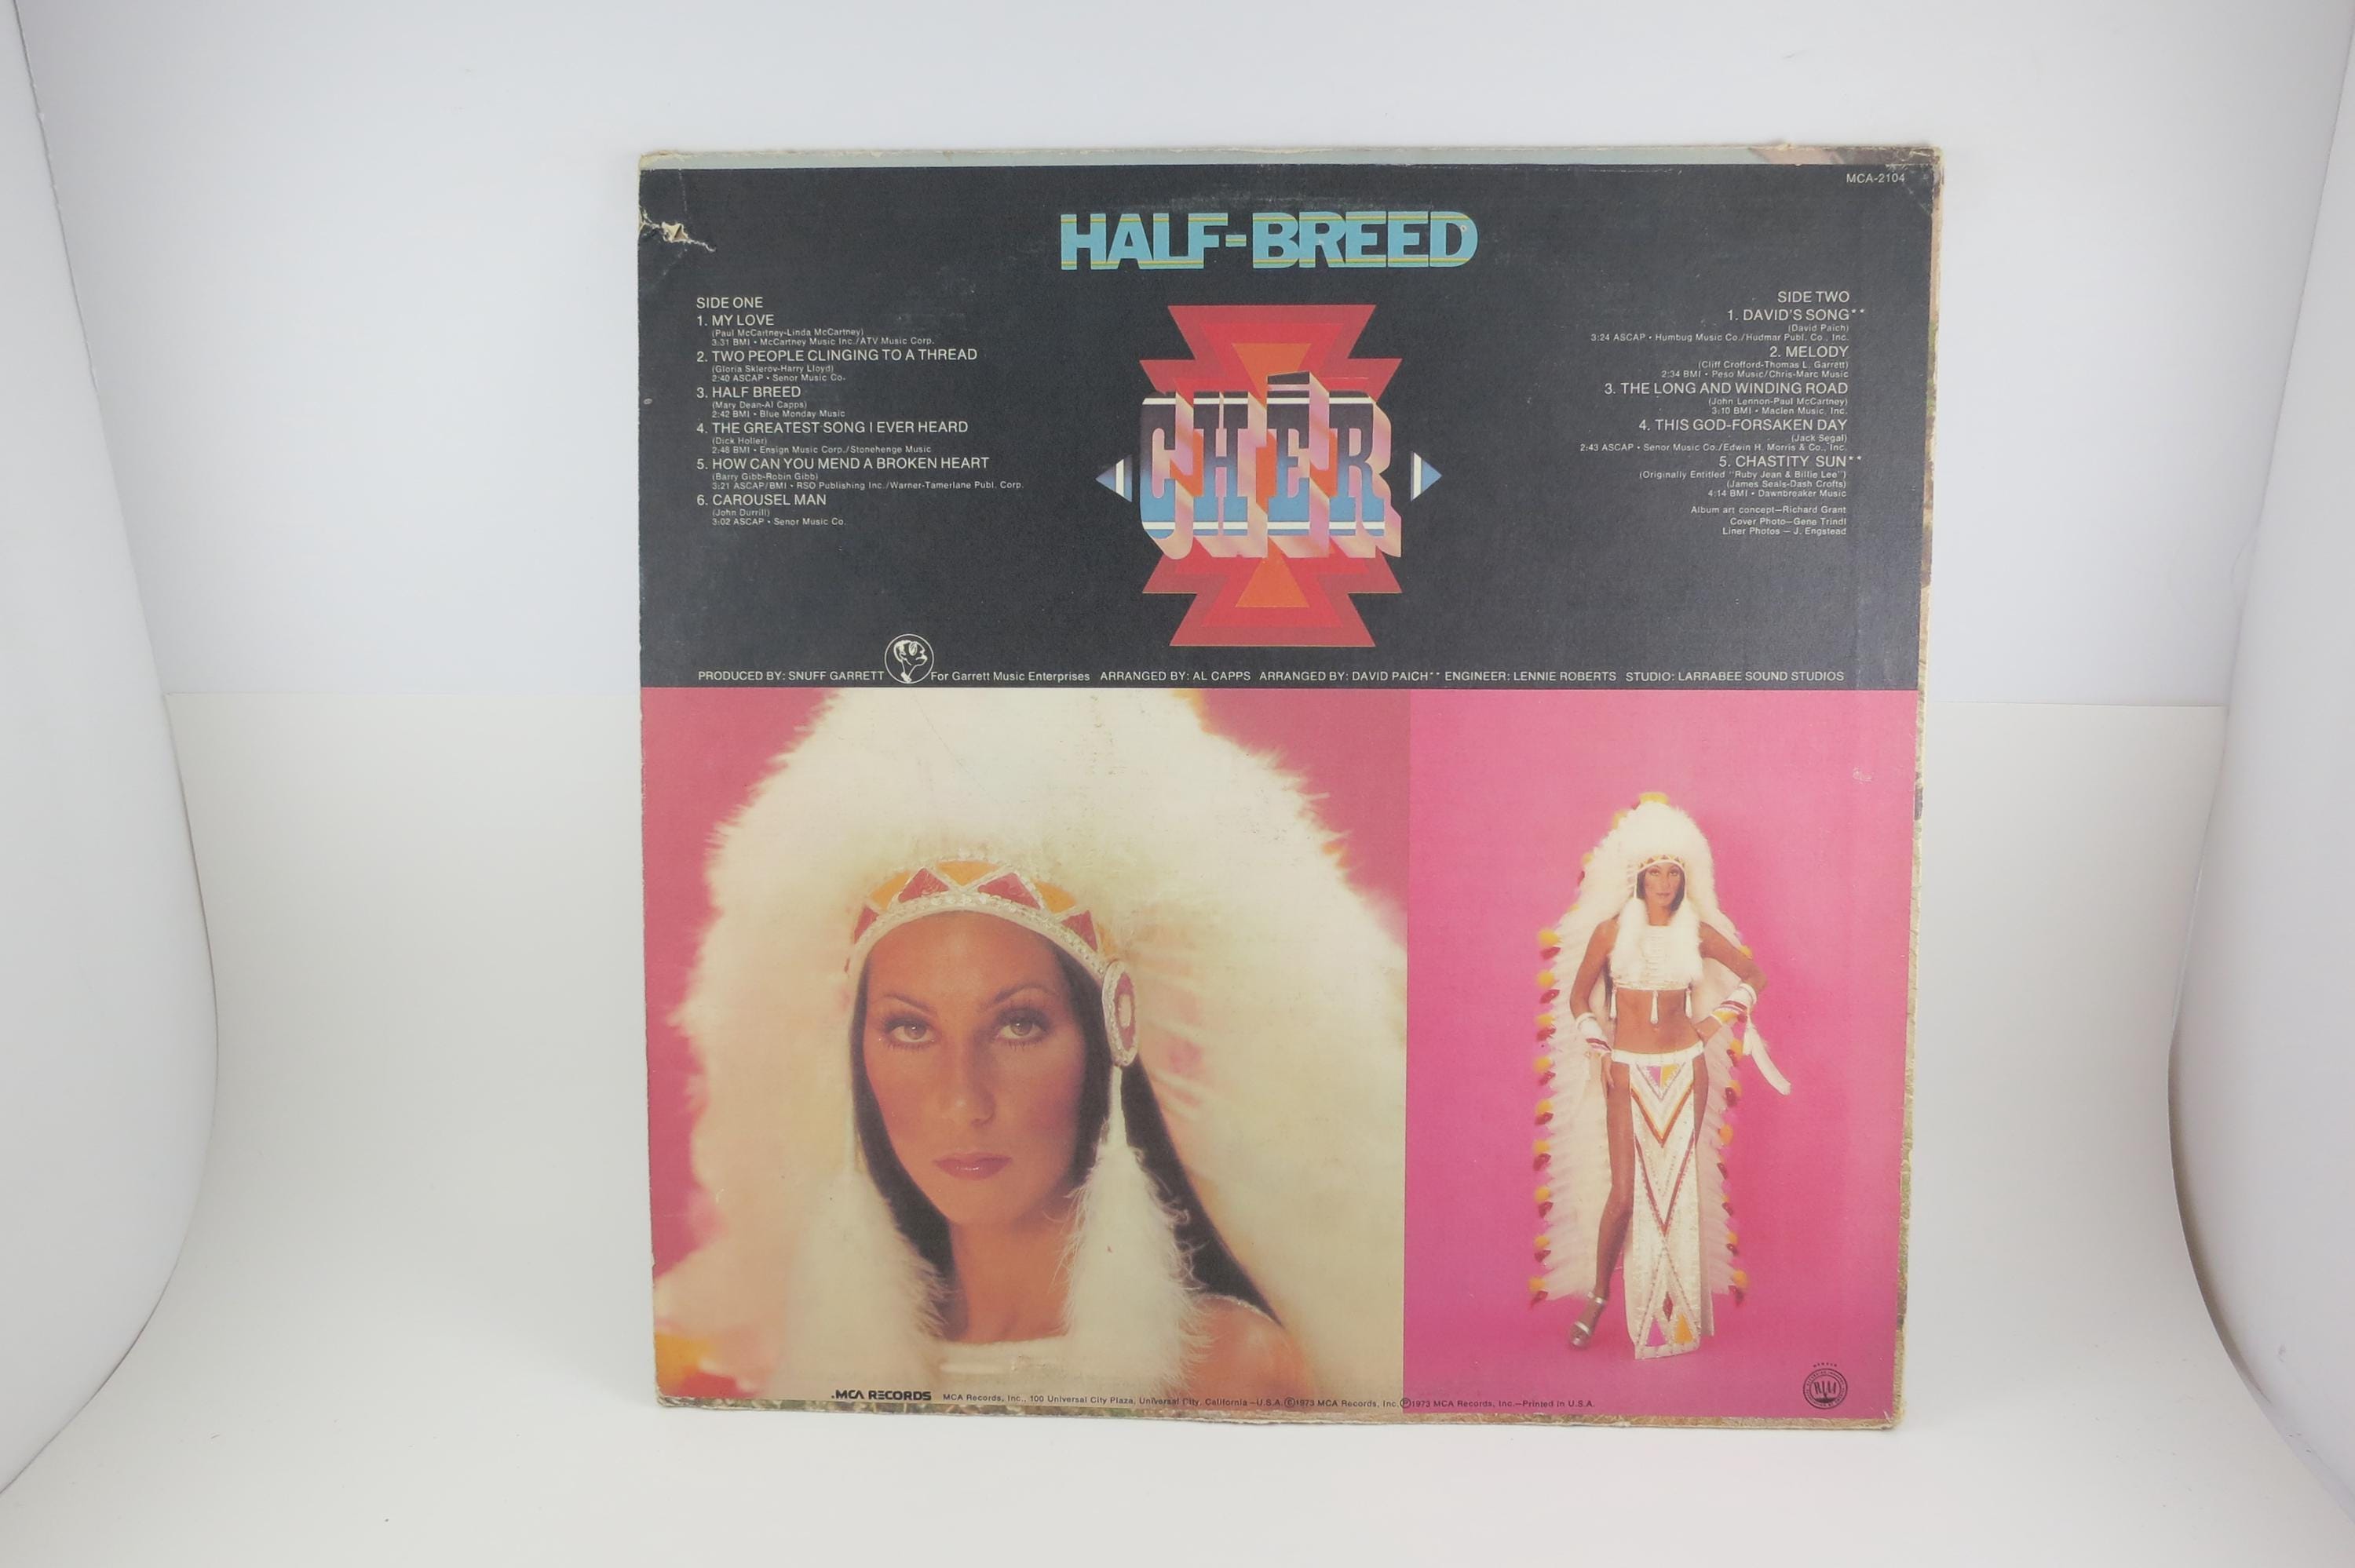 MCA-2104
HALF-BREED
SIDE ONE
1. MY LOVE
(Paul McCartney-Linda McCartney)
3:31 BMI • McCartney Music Inc./ATV Music Corp.
2. TWO PEOPLE CLINGING TO A THREAD
(Gloria Sklerov-Harry Lloyd)
2:40 ASCAP • Senor Music Co.
3. HALF BREED
(Mary Dean-Al Capps)
2:42 BMI • Blue Monday Music
4. THE GREATEST SONG I EVER HEARD
(Dick Holler)
2:48 BMI • Ensign Music Corp./Stonehenge Music
5. HOW CAN YOU MEND A BROKEN HEART
(Barry Gibb-Robin Gibb)
3:21 ASCAP/BMI • RSO Publishing Inc./Warner-Tamerlane Publ. Corp.
6. CAROUSEL MAN
(John Durrill)
3:02 ASCAP • Senor Music Co.
CHER
SIDE TWO
1. DAVID'S SONG**
(David Paich)
3:24 ASCAP • Humbug Music Co./Hudmar Publ. Co., Inc.
2. MELODY
(Cliff Crofford-Thomas L. Garrett)
2:34 BMI • Peso Music/Chris-Marc Music
3. THE LONG AND WINDING ROAD
(John Lennon-Paul McCartney)
3:10 BMI • Maclen Music, Inc.
4. THIS GOD-FORSAKEN DAY
(Jack Segal)
2:43 ASCAP • Senor Music Co./Edwin H. Morris & Co., Inc.
5. CHASTITY SUN**
(Originally Entitled "Ruby Jean & Billie Lee")
(James Seals-Dash Crofts)
4:14 BMI • Dawnbreaker Music
Album art concept—Richard Grant
Cover Photo—Gene Trindl
Liner Photos — J. Engstead
PRODUCED BY: SNUFF GARRETT For Garrett Music Enterprises ARRANGED BY: AL CAPPS ARRANGED BY: DAVID PAICH** ENGINEER: LENNIE ROBERTS STUDIO: LARRABEE SOUND STUDIOS
MCA RECORDS MCA Records, Inc., 100 Universal City Plaza, Universal City, California—U.S.A. ©1973 MCA Records, Inc. ℗1973 MCA Records, Inc.—Printed in U.S.A.
RIAA